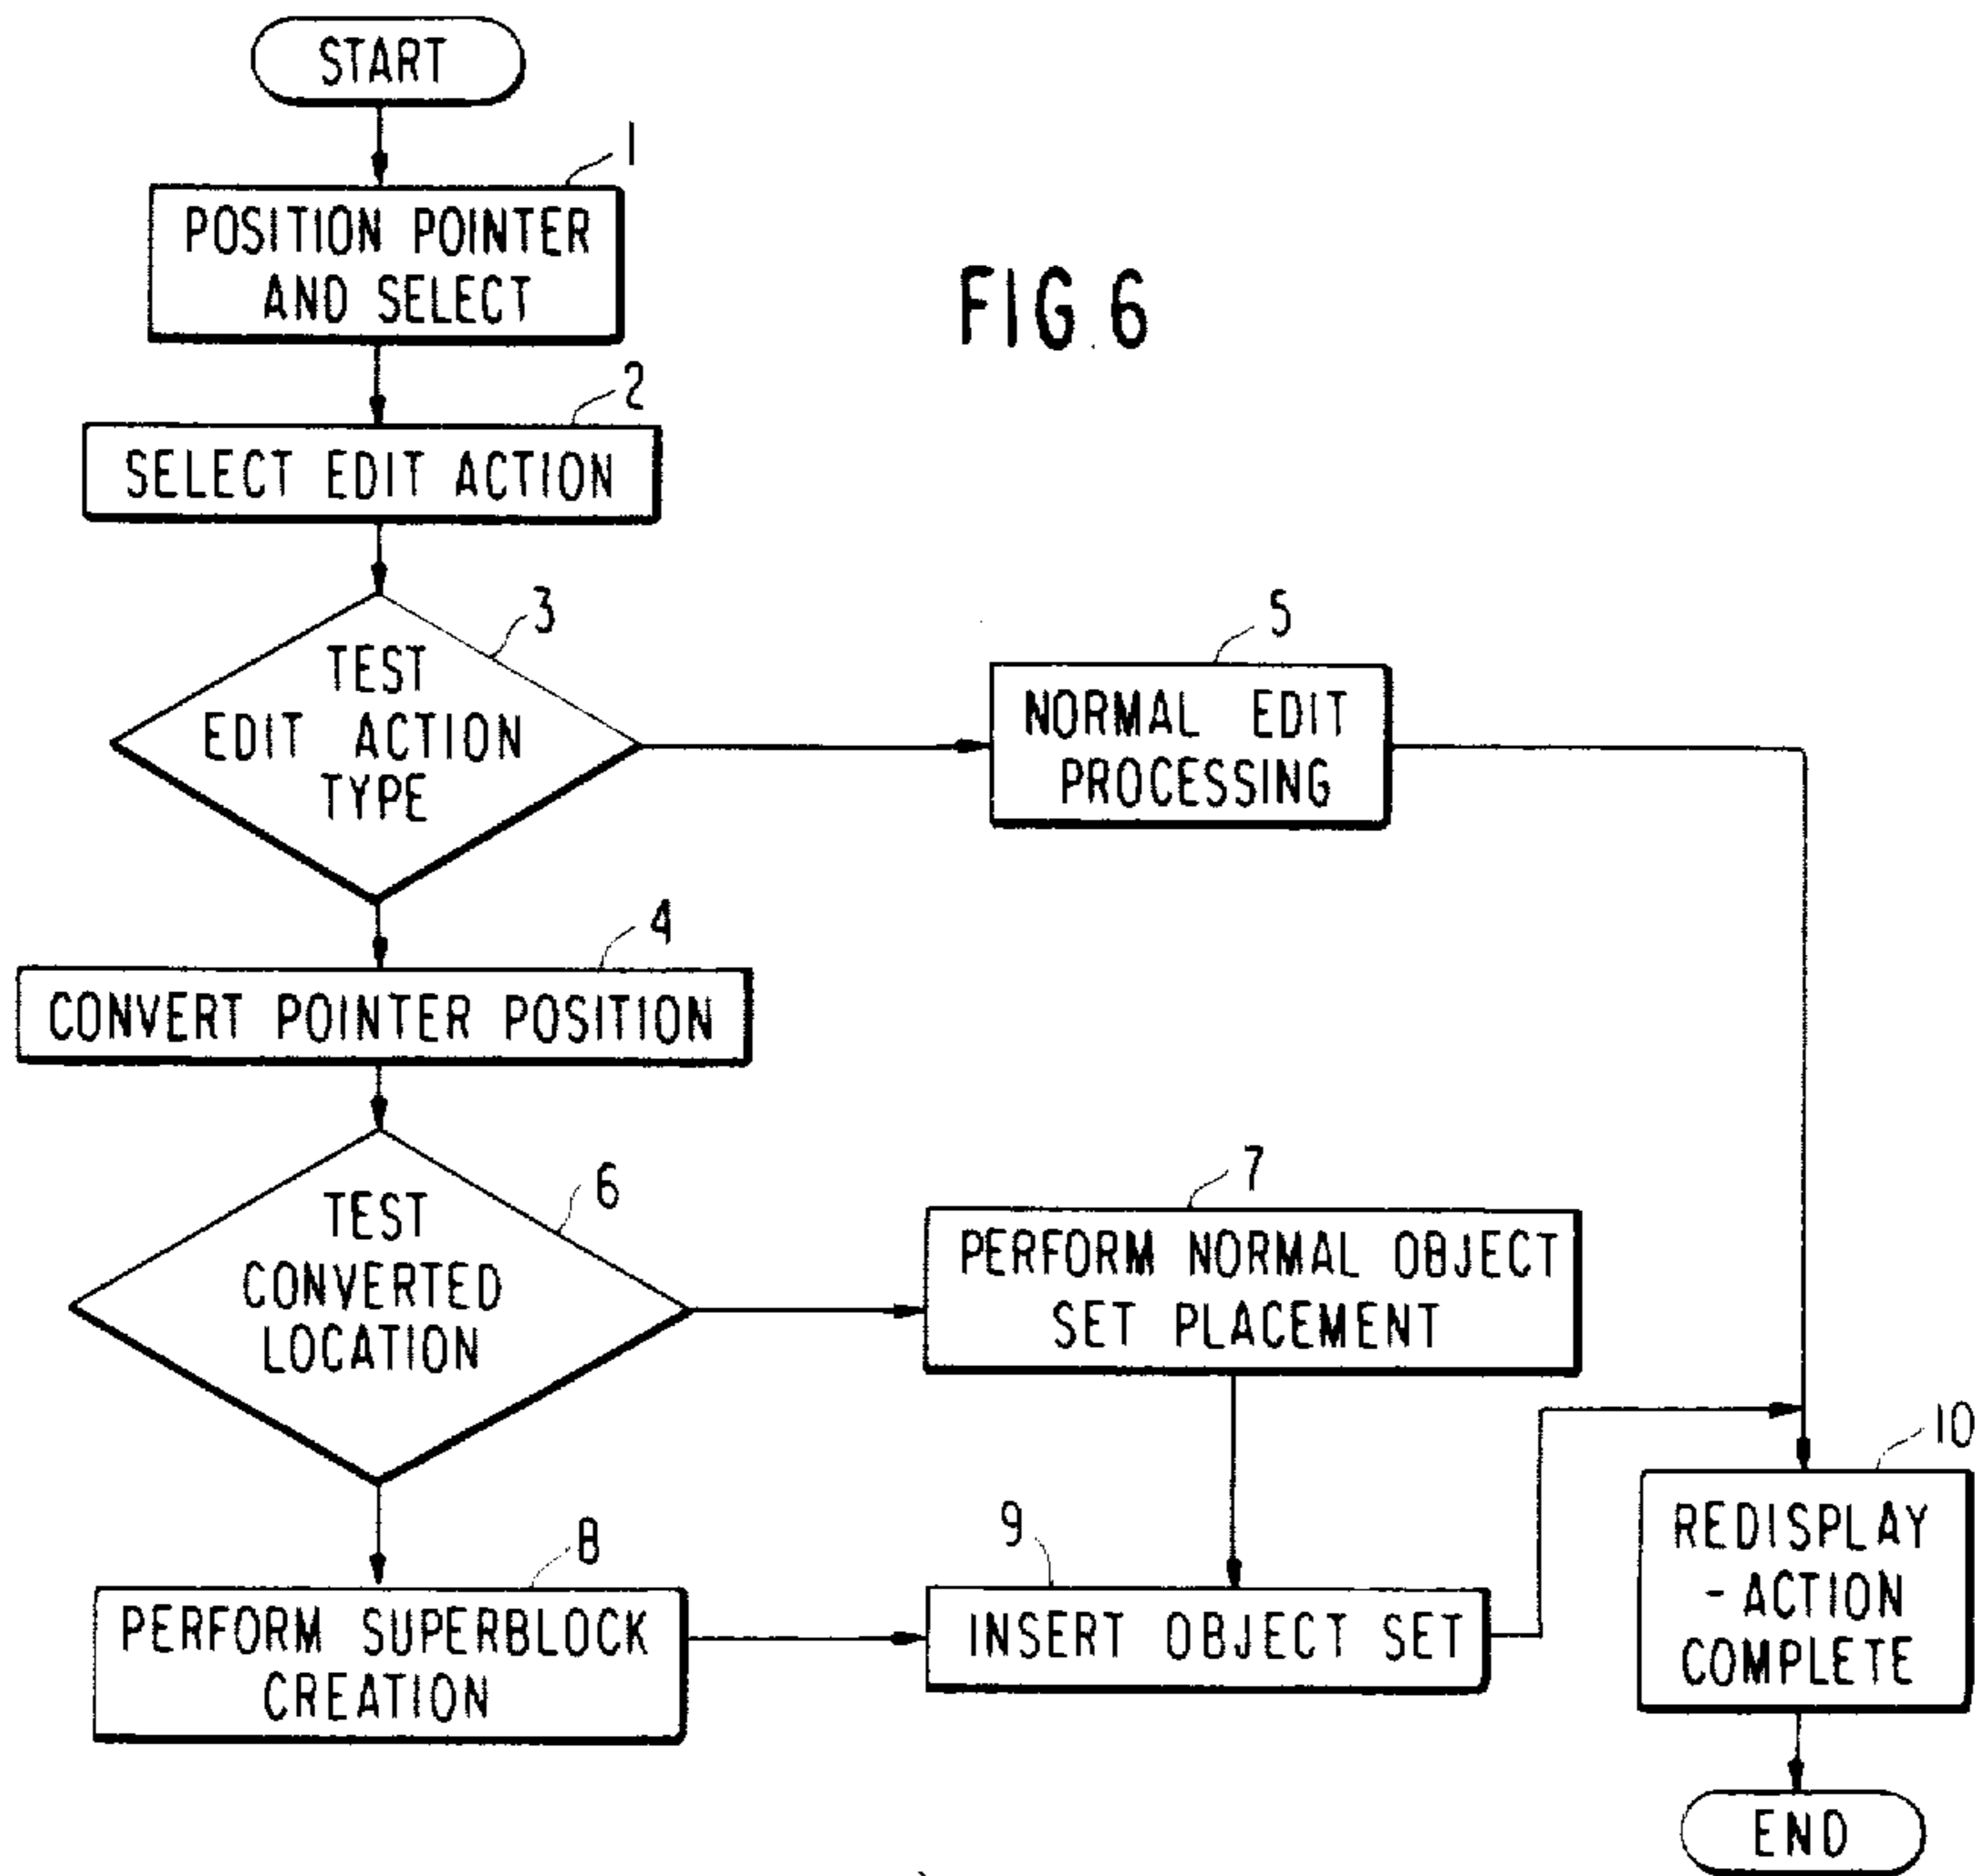 START
1
POSITION POINTER
AND SELECT
FIG. 6
2
SELECT EDIT ACTION
3
TEST
EDIT ACTION
TYPE
5
NORMAL EDIT
PROCESSING
4
CONVERT POINTER POSITION
6
TEST
CONVERTED
LOCATION
7
PERFORM NORMAL OBJECT
SET PLACEMENT
8
PERFORM SUPERBLOCK
CREATION
9
INSERT OBJECT SET
10
REDISPLAY
-ACTION
COMPLETE
END